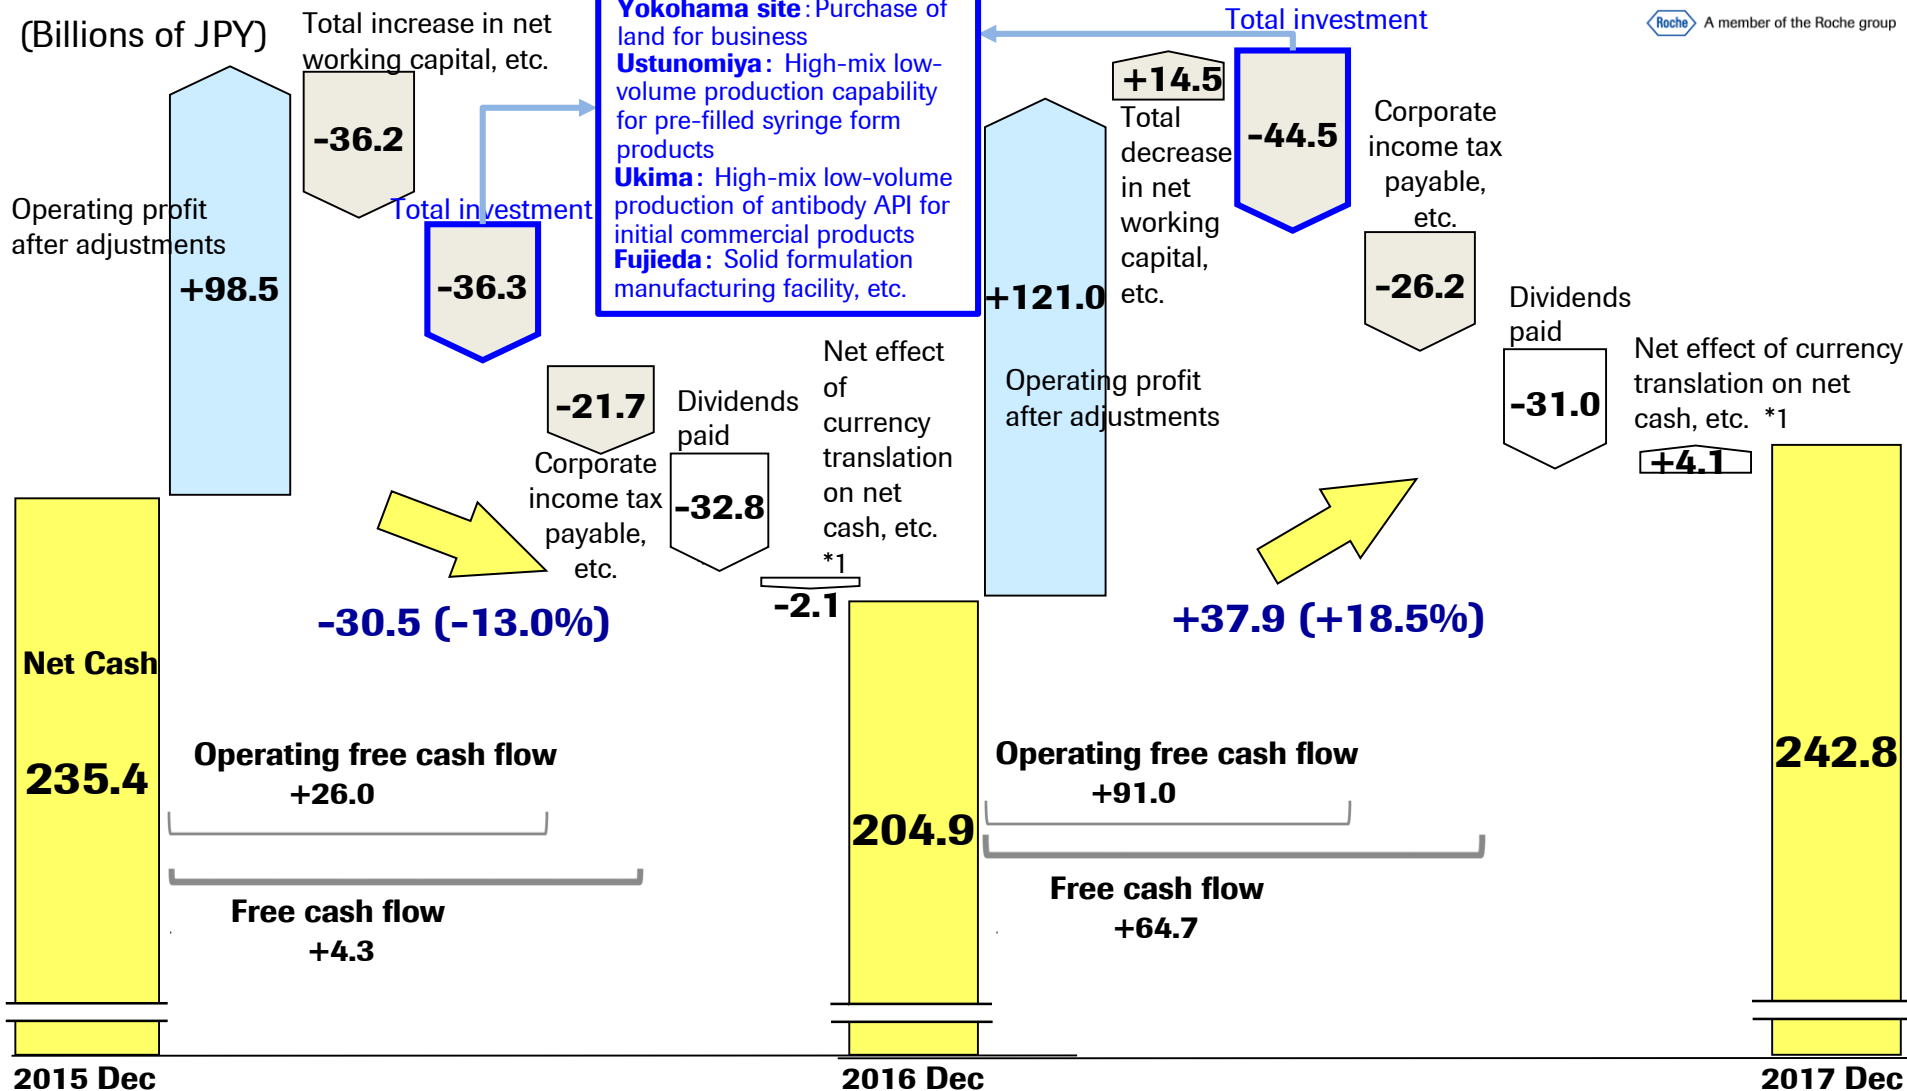 (Billions of JPY)
Total increase in net
working capital, etc.
-36.2
Operating profit
after adjustments
+98.5
Total investment
-36.3
Yokohama site : Purchase of
land for business
Ustunomiya : High-mix low-
volume production capability
for pre-filled syringe form
products
Ukima : High-mix low-volume
production of antibody API for
initial commercial products
Fujieda : Solid formulation
manufacturing facility, etc.
-21.7
Corporate
income tax
payable,
etc.
Dividends
paid
-32.8
Net effect
of
currency
translation
on net
cash, etc.
*1
-2.1
-30.5 (-13.0%)
Net Cash
235.4
Operating free cash flow
+26.0
Free cash flow
+4.3
2015 Dec
204.9
2016 Dec
+121.0
Operating profit
after adjustments
+14.5
Total
decrease
in net
working
capital,
etc.
Total investment
-44.5
Corporate
income tax
payable,
etc.
-26.2
Dividends
paid
-31.0
Net effect of currency
translation on net
cash, etc. *1
+4.1
+37.9 (+18.5%)
Operating free cash flow
+91.0
Free cash flow
+64.7
242.8
2017 Dec
Roche A member of the Roche group